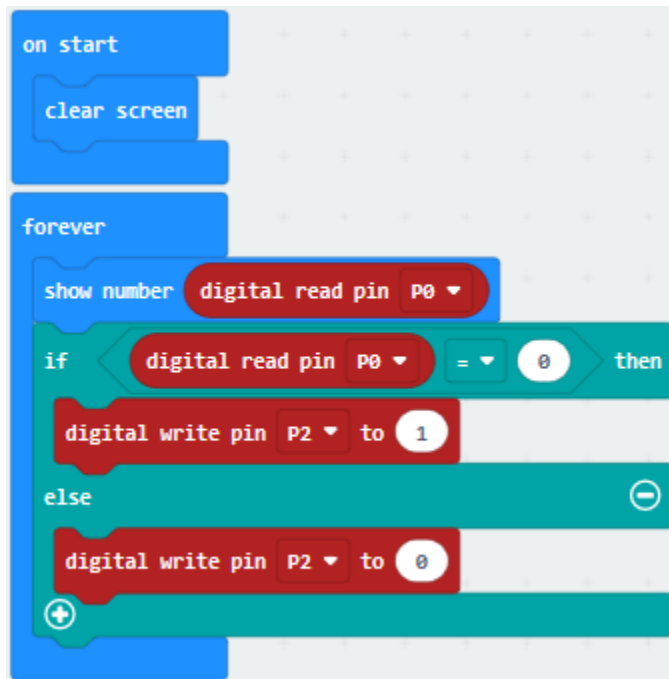 on start
clear screen
forever
show number digital read pin P0
if digital read pin P0 = 0 then
digital write pin P2 to 1
else
digital write pin P2 to 0